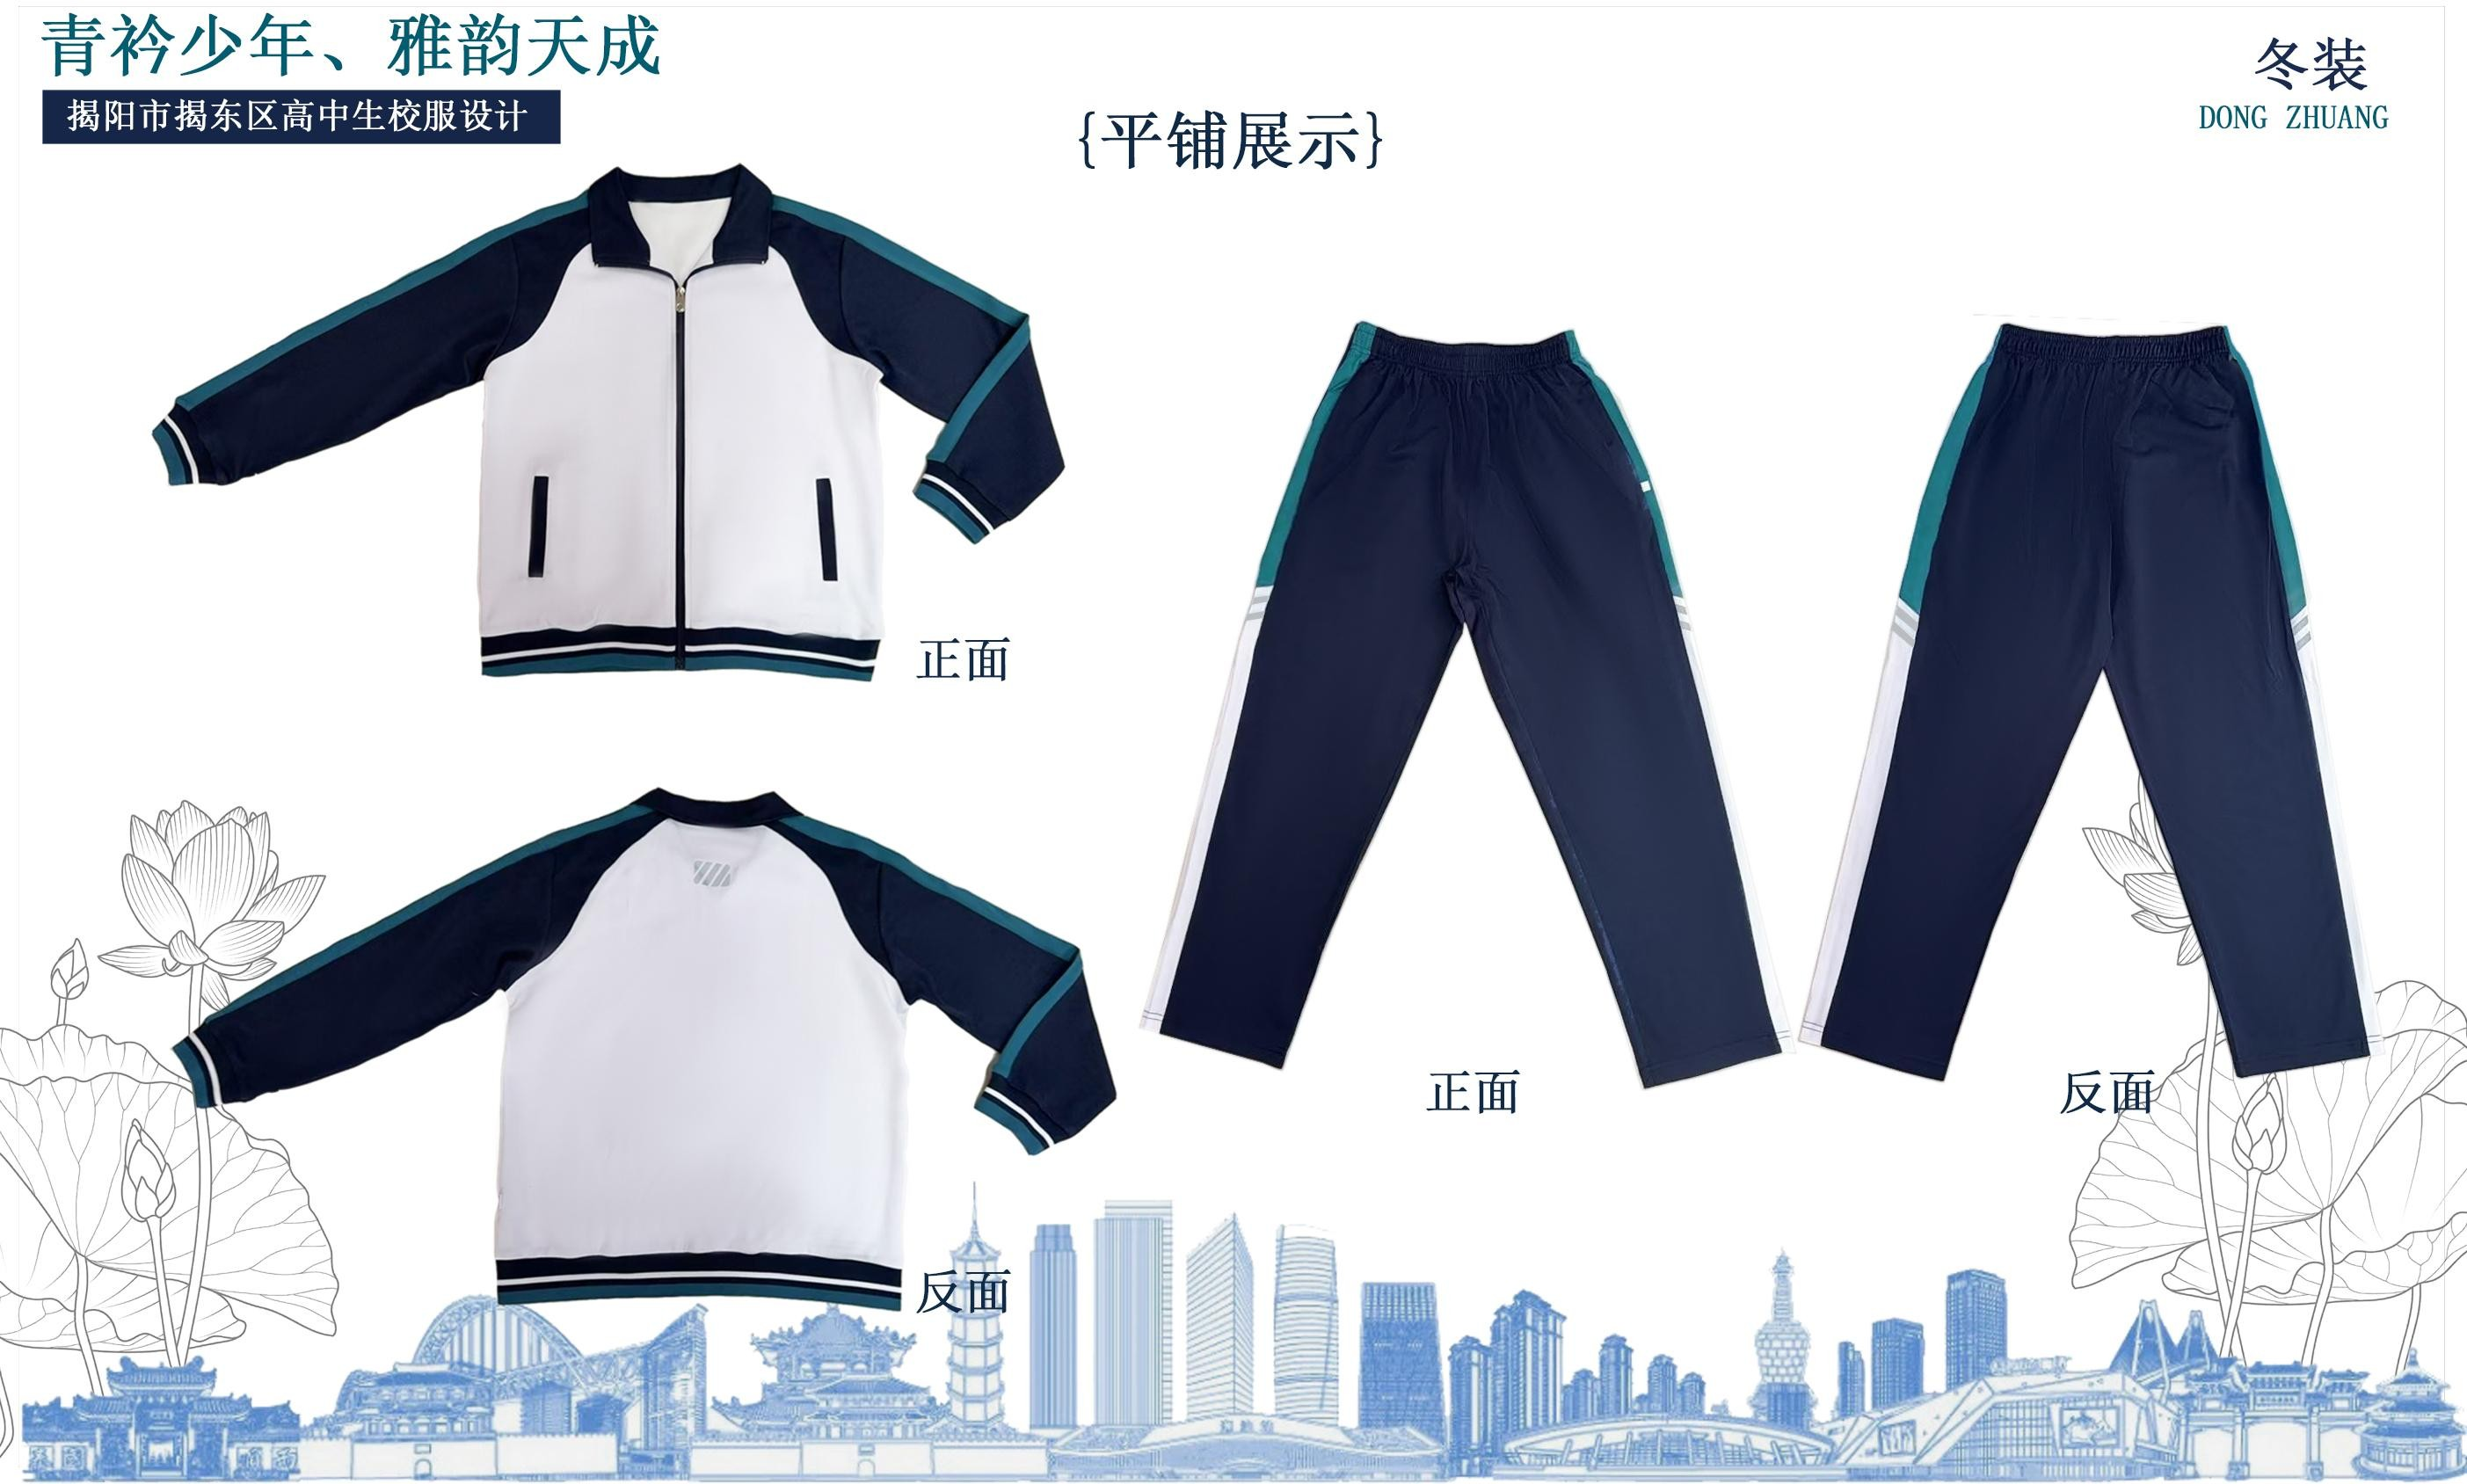 青衿少年、雅韵天成
揭阳市揭东区高中生校服设计
冬装
DONG ZHUANG
{平铺展示}
正面
正面
反面
反面